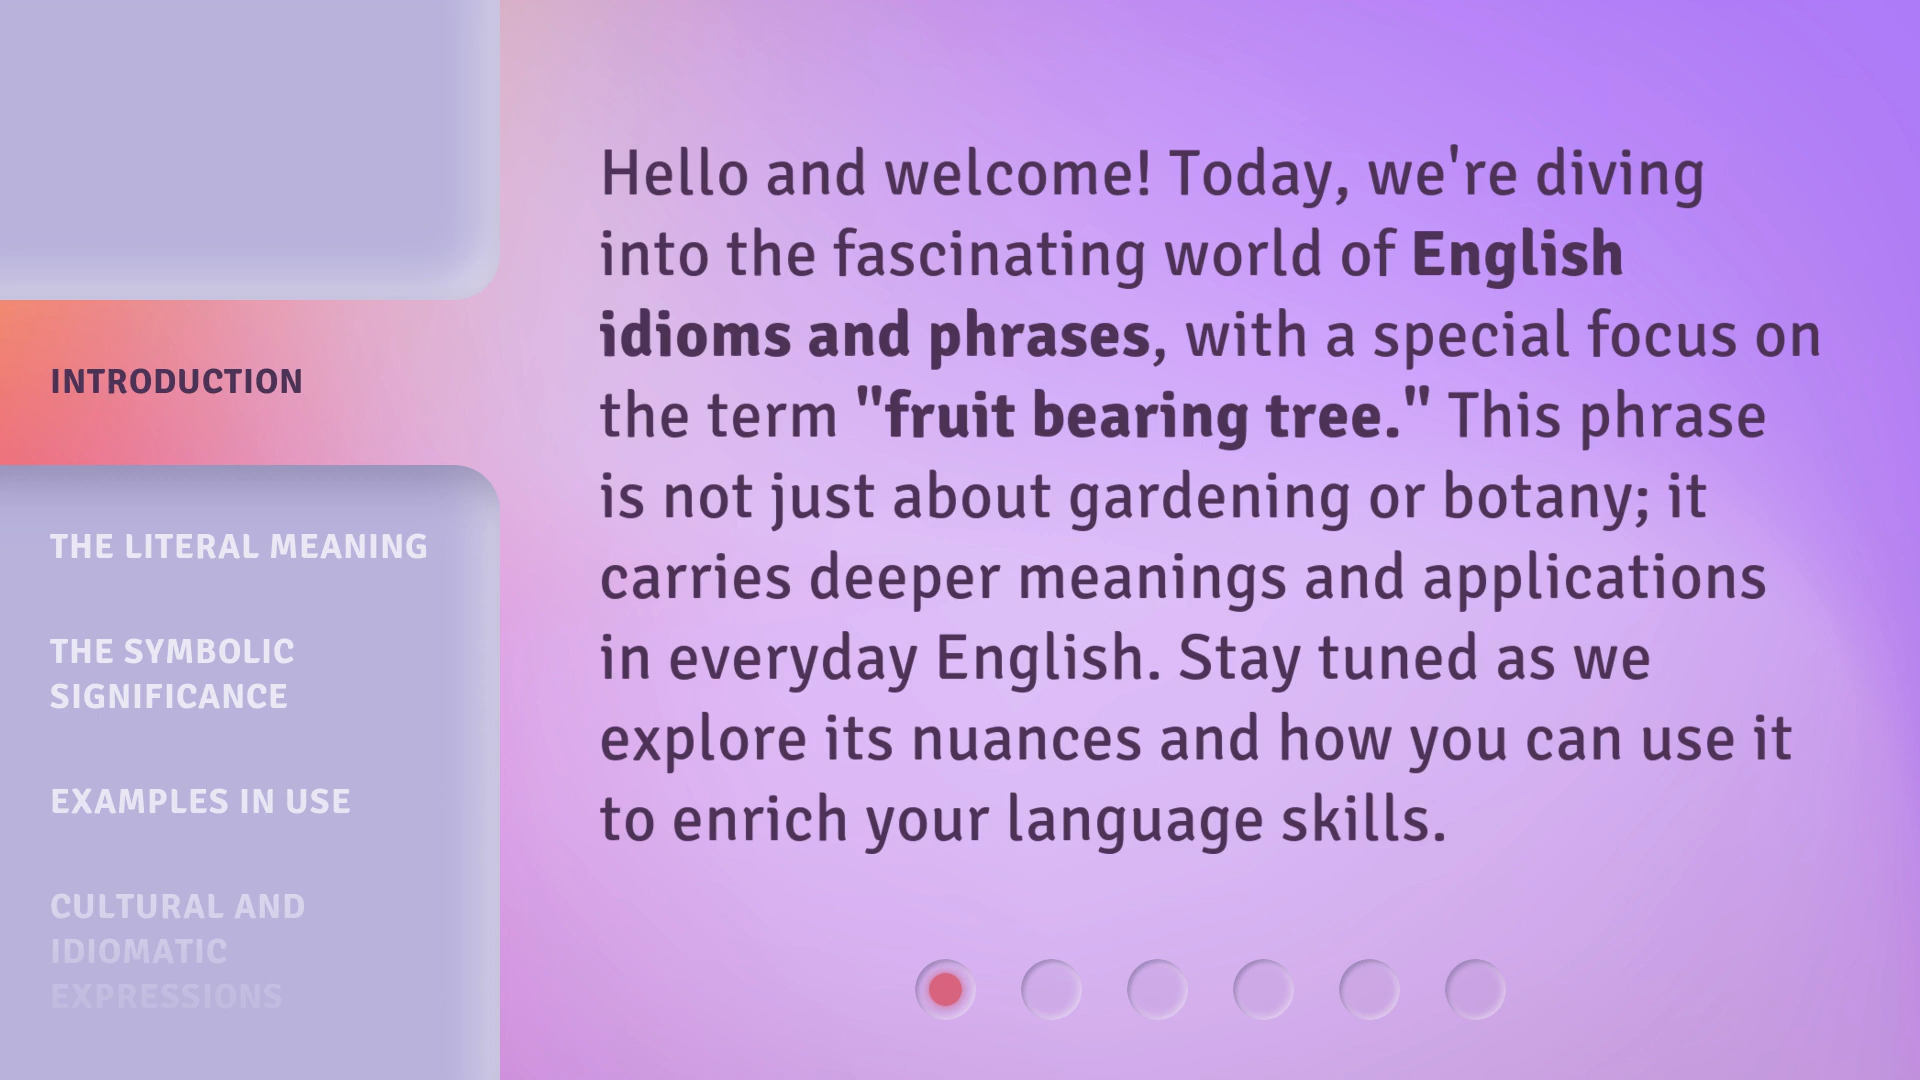 INTRODUCTION
THE LITERAL MEANING
THE SYMBOLIC
SIGNIFICANCE
EXAMPLES IN USE
CULTURAL AND
IDIOMATIC
EXPRESSIONS
Hello and welcome! Today, we're diving
into the fascinating world of English
idioms and phrases, with a special focus on
the term "fruit bearing tree." This phrase
is not just about gardening or botany; it
carries deeper meanings and applications
in everyday English. Stay tuned as we
explore its nuances and how you can use it
to enrich your language skills.